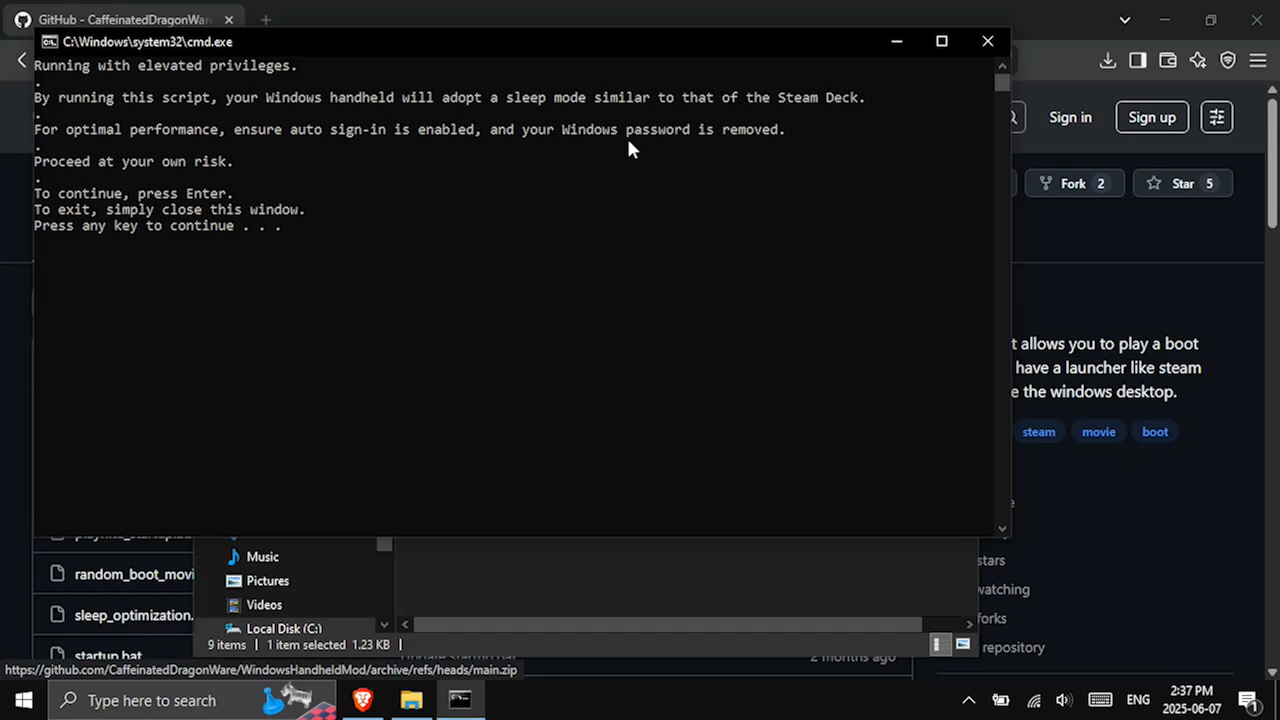 GitHub - CaffeinatedDragonWar
C:\Windows\system32\cmd.exe
Running with elevated privileges.
.
By running this script, your Windows handheld will adopt a sleep mode similar to that of the Steam Deck.
.
For optimal performance, ensure auto sign-in is enabled, and your Windows password is removed.
.
Proceed at your own risk.
.
To continue, press Enter.
To exit, simply close this window.
Press any key to continue . . .
Sign in
Sign up
Fork 2
Star 5
t allows you to play a boot
have a launcher like steam
e the windows desktop.
steam
movie
boot
stars
watching
forks
repository
random_boot_movi
sleep_optimization.
startup.bat
Music
Pictures
Videos
Local Disk (C:)
9 items
1 item selected 1.23 KB
2 months ago
https://github.com/CaffeinatedDragonWare/WindowsHandheldMod/archive/refs/heads/main.zip
Type here to search
ENG
2:37 PM
2025-06-07
1